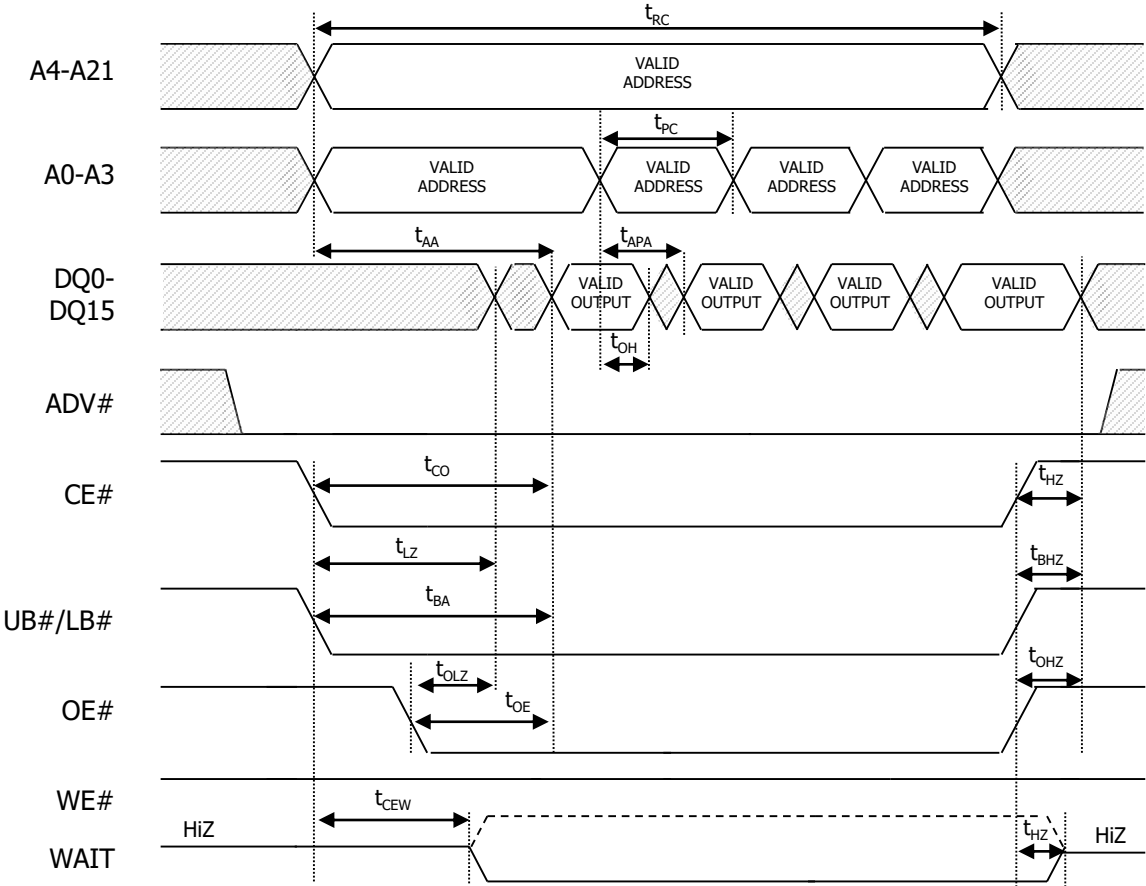 tRC
A4-A21
VALID
ADDRESS
tPC
A0-A3
VALID
ADDRESS
VALID
ADDRESS
VALID
ADDRESS
VALID
ADDRESS
tAA
tAPA
DQ0-
DQ15
VALID
OUTPUT
VALID
OUTPUT
VALID
OUTPUT
VALID
OUTPUT
tOH
ADV#
tCO
tHZ
CE#
tLZ
tBHZ
tBA
UB#/LB#
tOLZ
tOHZ
tOE
OE#
WE#
tCEW
HiZ
tHZ
HiZ
WAIT